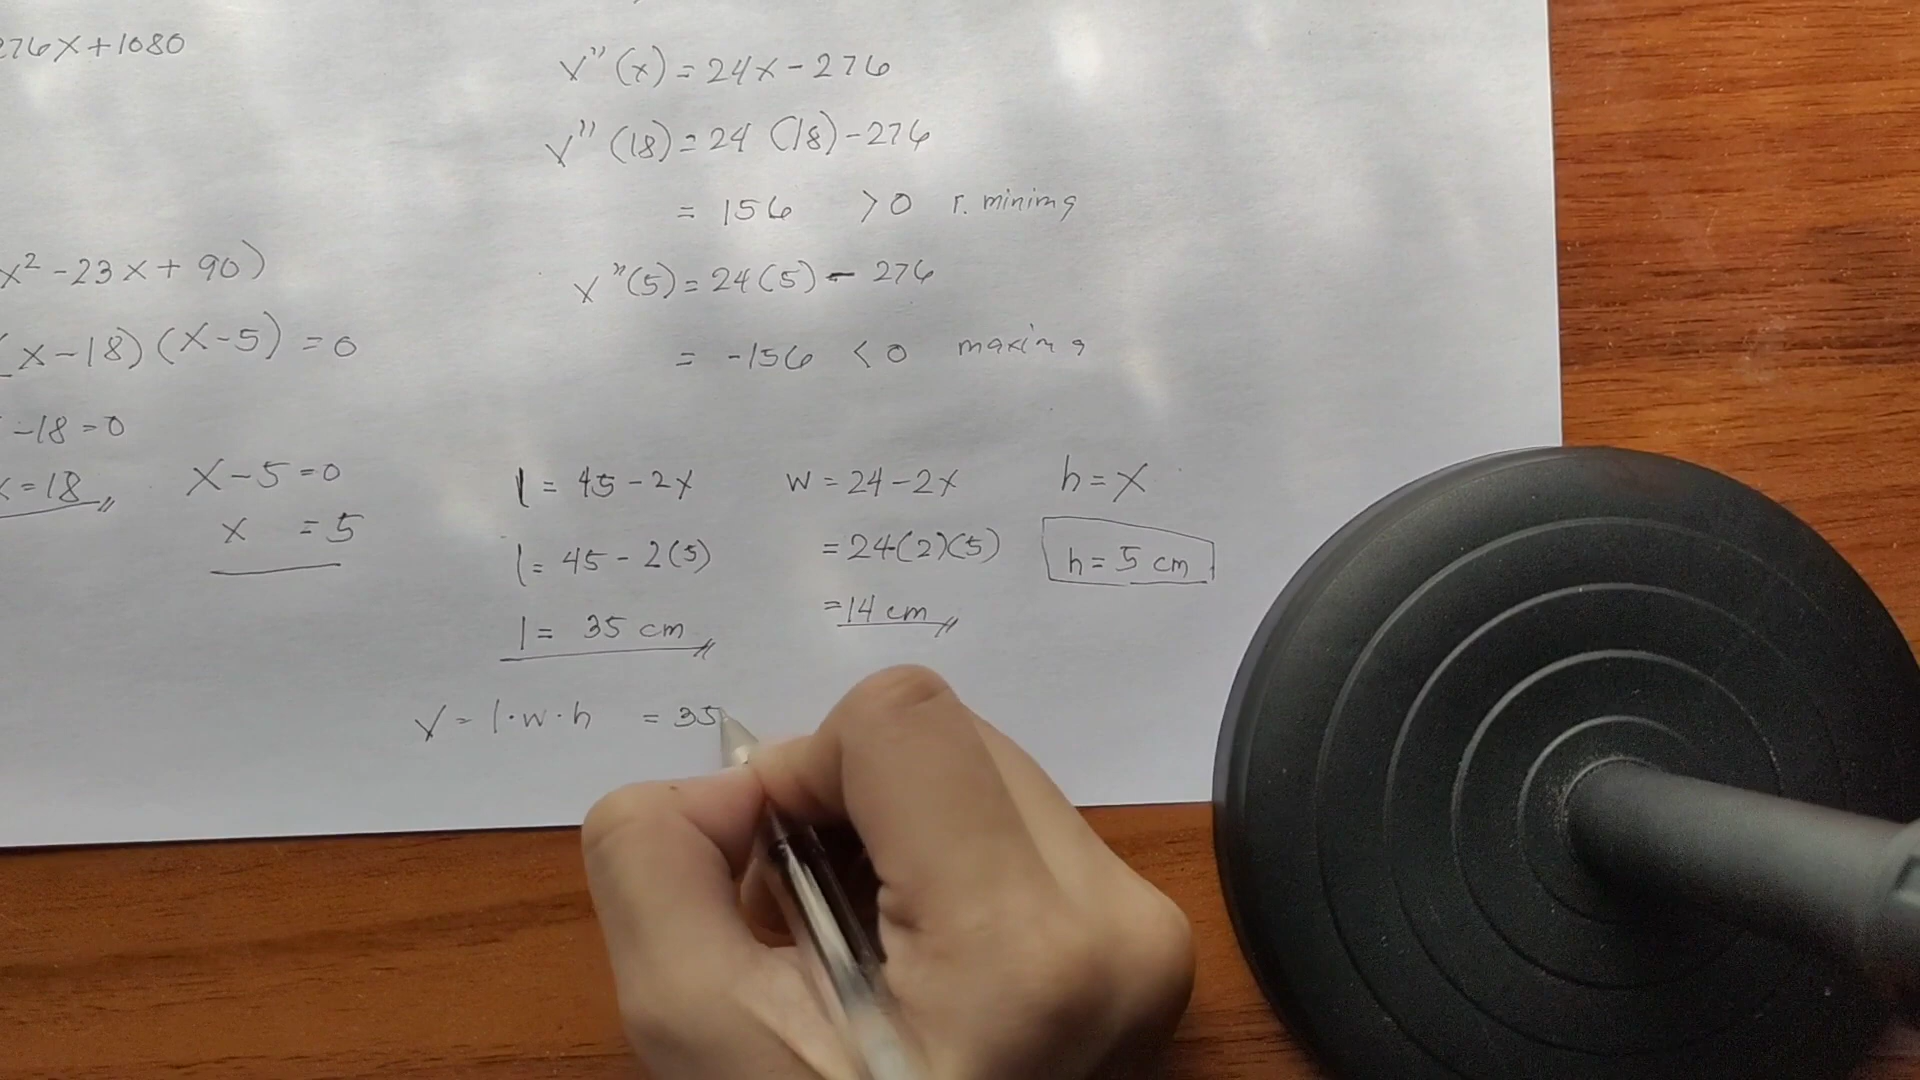 276x+1080
x² -23x + 90)
(x-18)(x-5) = 0
-18=0
x=18
x-5=0
x = 5
v''(x) = 24x - 276
v''(18) = 24 (18) - 276
= 156 > 0 r. minima
v''(5) = 24(5) - 276
= -156 < 0 maxima
l = 45 - 2x
l = 45 - 2(5)
l = 35 cm
w = 24 - 2x
= 24(2)(5)
= 14 cm
h = x
h = 5 cm
V = l·w·h = 35